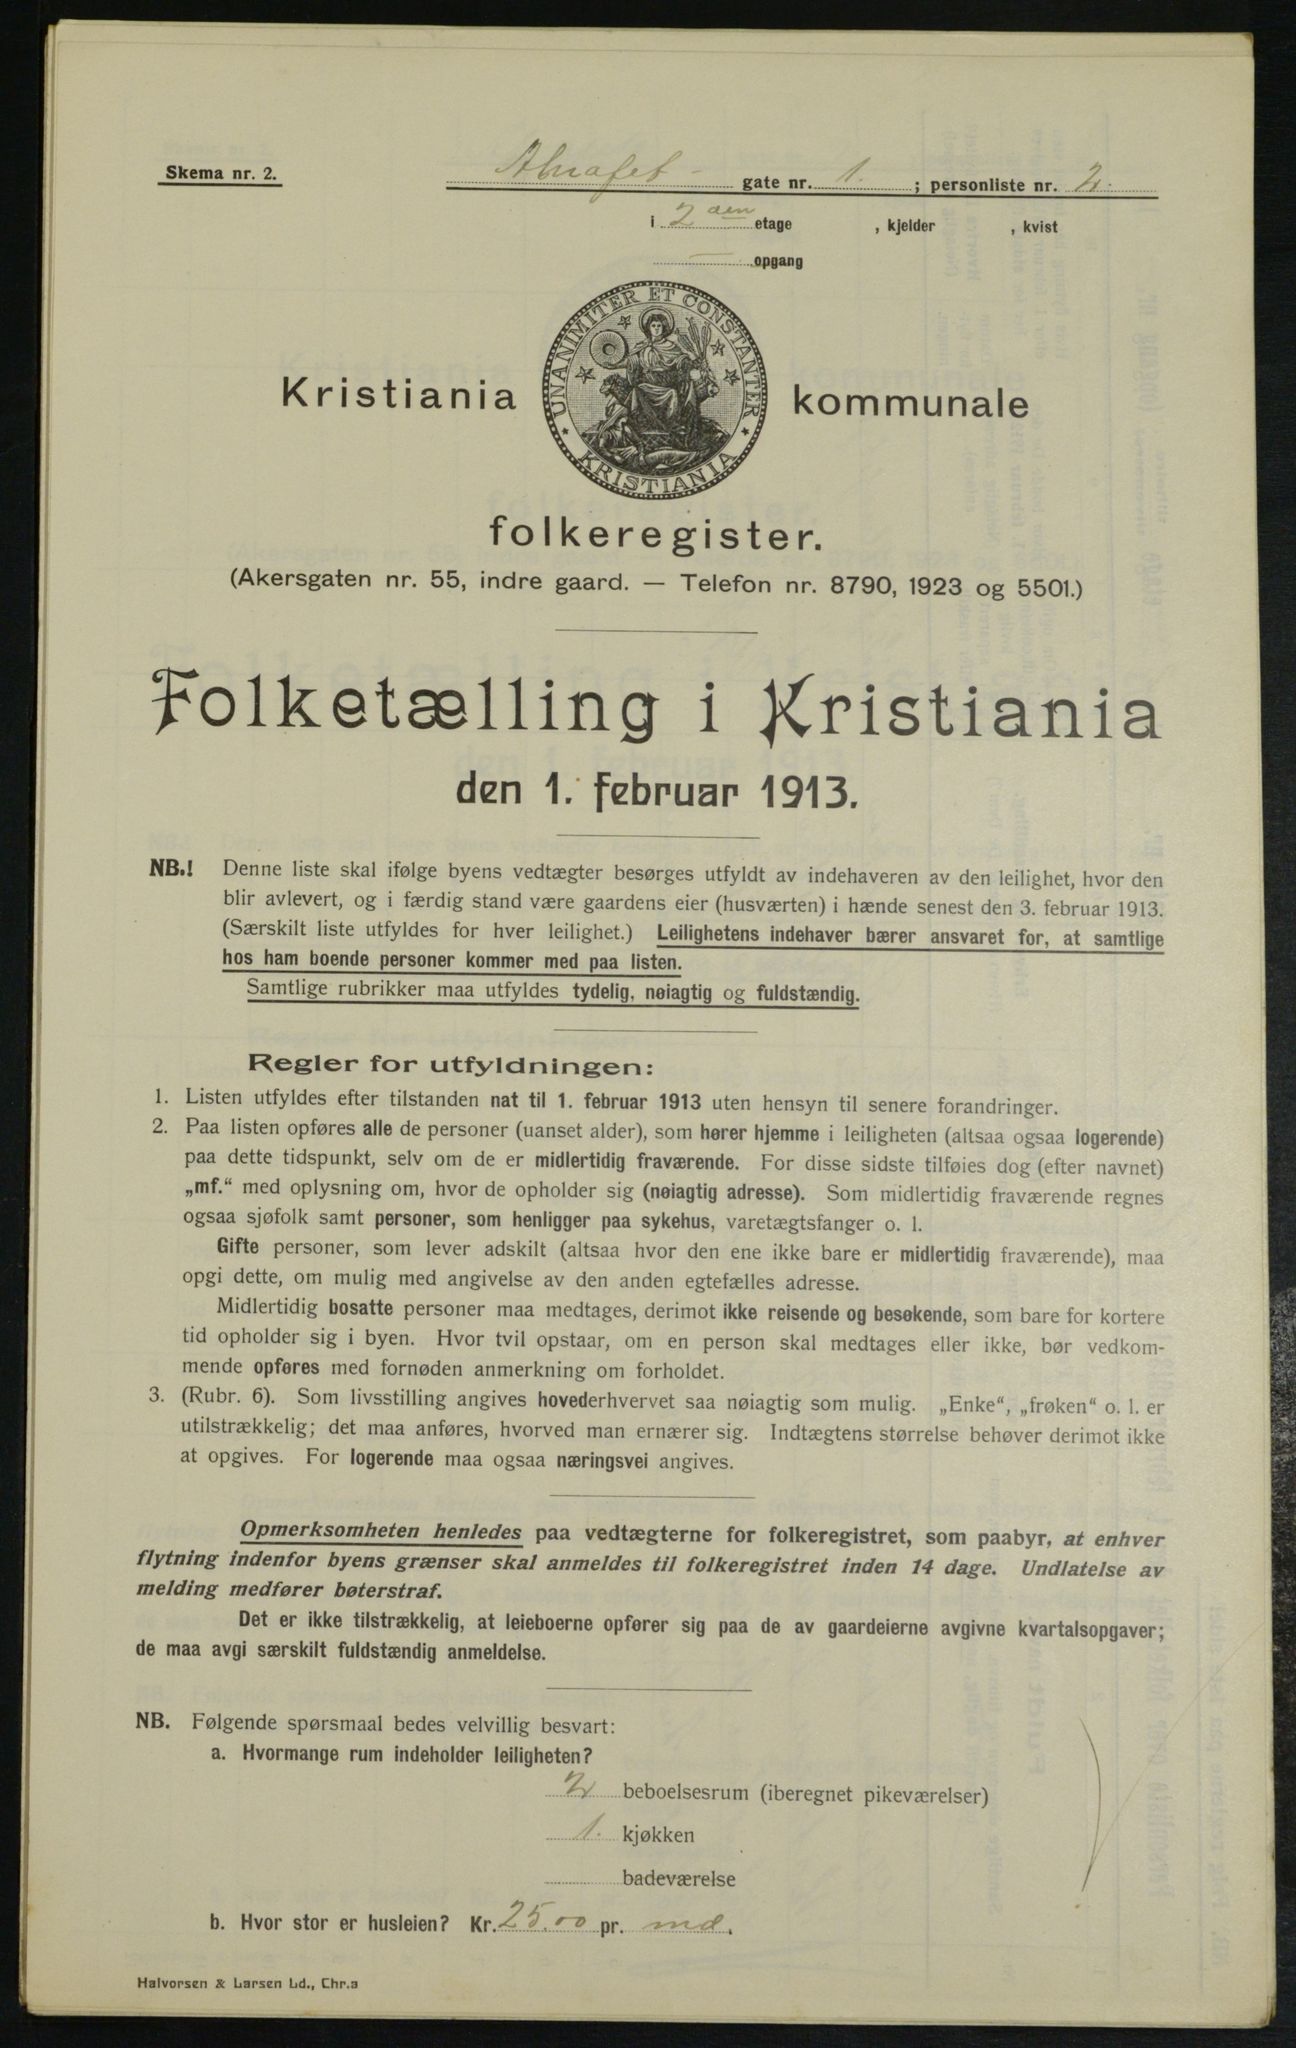 Skema nr. 2.
Alnafet - gate nr. 1. ; personliste nr. 2.
i 2den etage , kjelder , kvist
— opgang
UNANIMITER ET CONSTANTER
KRISTIANIA
Kristiania kommunale
folkeregister.
(Akersgaten nr. 55, indre gaard. — Telefon nr. 8790, 1923 og 5501.)
Folketælling i Kristiania
den 1. februar 1913.
NB.! Denne liste skal ifølge byens vedtægter besørges utfyldt av indehaveren av den leilighet, hvor den
blir avlevert, og i færdig stand være gaardens eier (husværten) i hænde senest den 3. februar 1913.
(Særskilt liste utfyldes for hver leilighet.) Leilighetens indehaver bærer ansvaret for, at samtlige
hos ham boende personer kommer med paa listen.
Samtlige rubrikker maa utfyldes tydelig, nøiagtig og fuldstændig.
Regler for utfyldningen:
1. Listen utfyldes efter tilstanden nat til 1. februar 1913 uten hensyn til senere forandringer.
2. Paa listen opføres alle de personer (uanset alder), som hører hjemme i leiligheten (altsaa ogsaa logerende)
paa dette tidspunkt, selv om de er midlertidig fraværende. For disse sidste tilføies dog (efter navnet)
„mf.“ med oplysning om, hvor de opholder sig (nøiagtig adresse). Som midlertidig fraværende regnes
ogsaa sjøfolk samt personer, som henligger paa sykehus, varetægtsfanger o. l.
Gifte personer, som lever adskilt (altsaa hvor den ene ikke bare er midlertidig fraværende), maa
opgi dette, om mulig med angivelse av den anden egtefælles adresse.
Midlertidig bosatte personer maa medtages, derimot ikke reisende og besøkende, som bare for kortere
tid opholder sig i byen. Hvor tvil opstaar, om en person skal medtages eller ikke, bør vedkom-
mende opføres med fornøden anmerkning om forholdet.
3. (Rubr. 6). Som livsstilling angives hovederhvervet saa nøiagtig som mulig. „Enke“, „frøken“ o. l. er
utilstrækkelig; det maa anføres, hvorved man ernærer sig. Indtægtens størrelse behøver derimot ikke
at opgives. For logerende maa ogsaa næringsvei angives.
Opmerksomheten henledes paa vedtægterne for folkeregistret, som paabyr, at enhver
flytning indenfor byens grænser skal anmeldes til folkeregistret inden 14 dage. Undlatelse av
melding medfører bøterstraf.
Det er ikke tilstrækkelig, at leieboerne opfører sig paa de av gaardeierne avgivne kvartalsopgaver;
de maa avgi særskilt fuldstændig anmeldelse.
NB. Følgende spørsmaal bedes velvillig besvart:
a. Hvormange rum indeholder leiligheten?
2 beboelsesrum (iberegnet pikeværelser)
1. kjøkken
badeværelse
b. Hvor stor er husleien? Kr. 25.00 pr. md.
Halvorsen & Larsen Ld., Chr.a